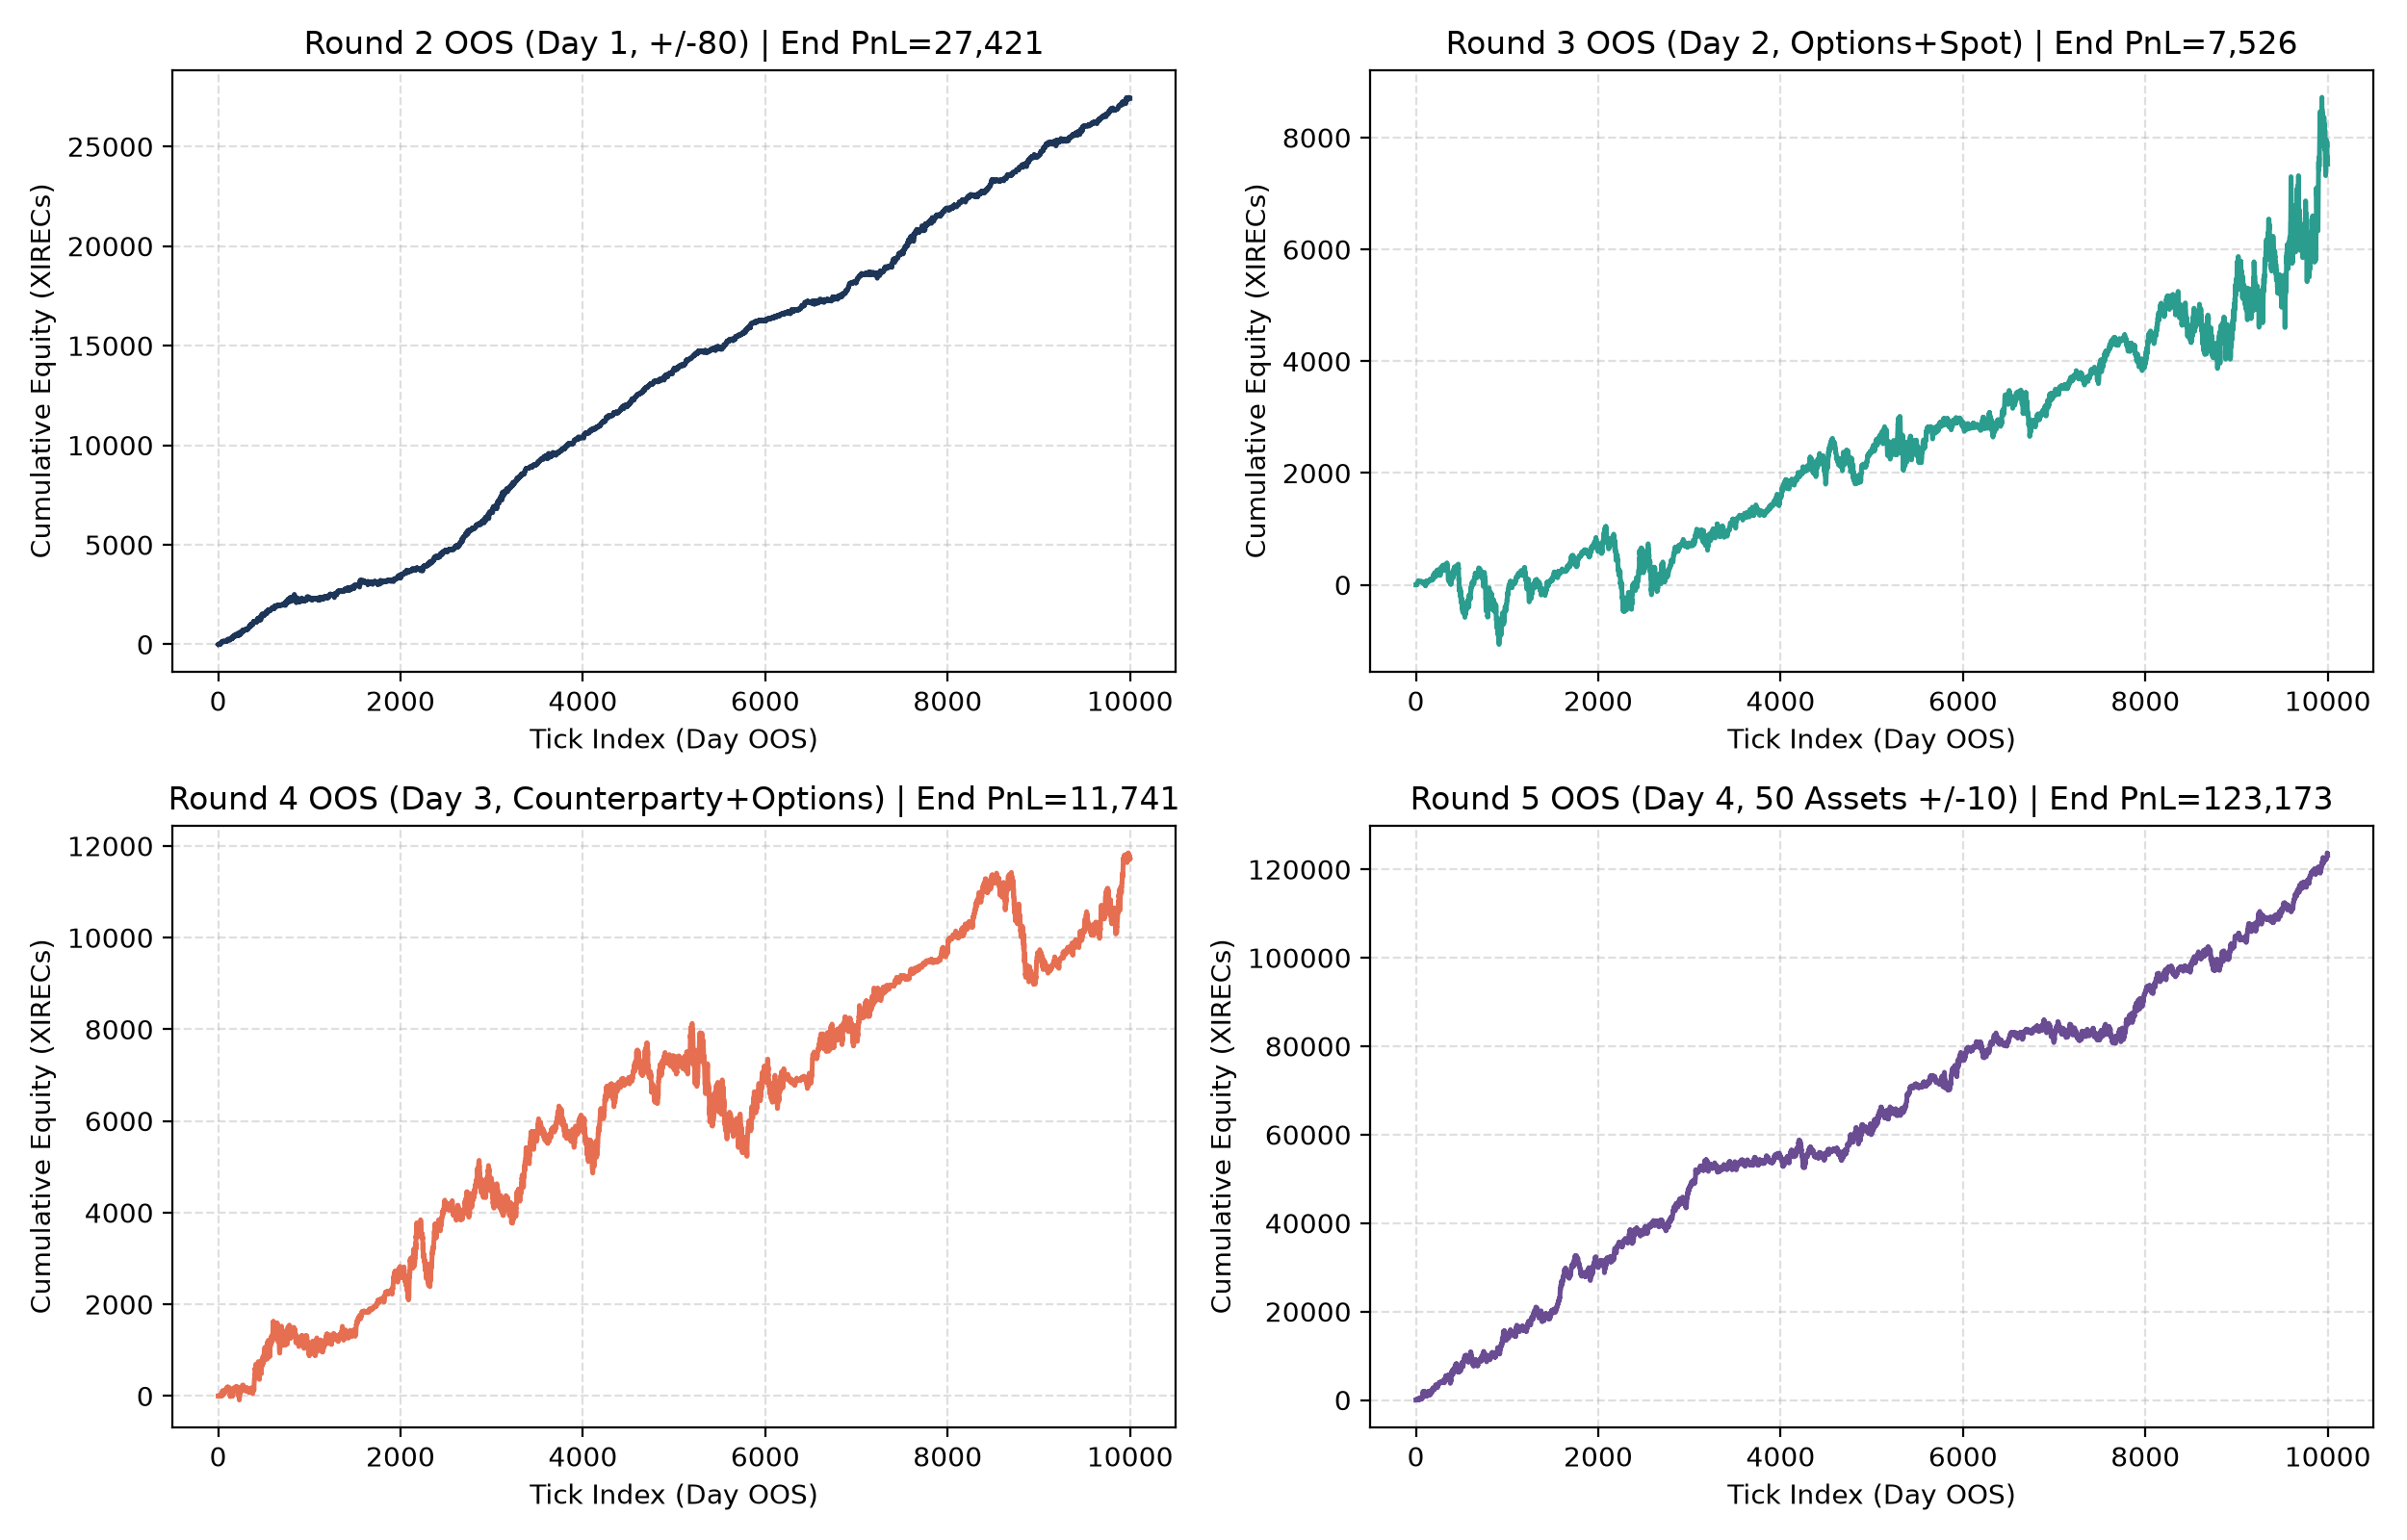 Round 2 OOS (Day 1, +/-80) | End PnL=27,421
Cumulative Equity (XIRECs)
25000
20000
15000
10000
5000
0
0 2000 4000 6000 8000 10000
Tick Index (Day OOS)
Round 3 OOS (Day 2, Options+Spot) | End PnL=7,526
Cumulative Equity (XIRECs)
8000
6000
4000
2000
0
0 2000 4000 6000 8000 10000
Tick Index (Day OOS)
Round 4 OOS (Day 3, Counterparty+Options) | End PnL=11,741
Cumulative Equity (XIRECs)
12000
10000
8000
6000
4000
2000
0
0 2000 4000 6000 8000 10000
Tick Index (Day OOS)
Round 5 OOS (Day 4, 50 Assets +/-10) | End PnL=123,173
Cumulative Equity (XIRECs)
120000
100000
80000
60000
40000
20000
0
0 2000 4000 6000 8000 10000
Tick Index (Day OOS)